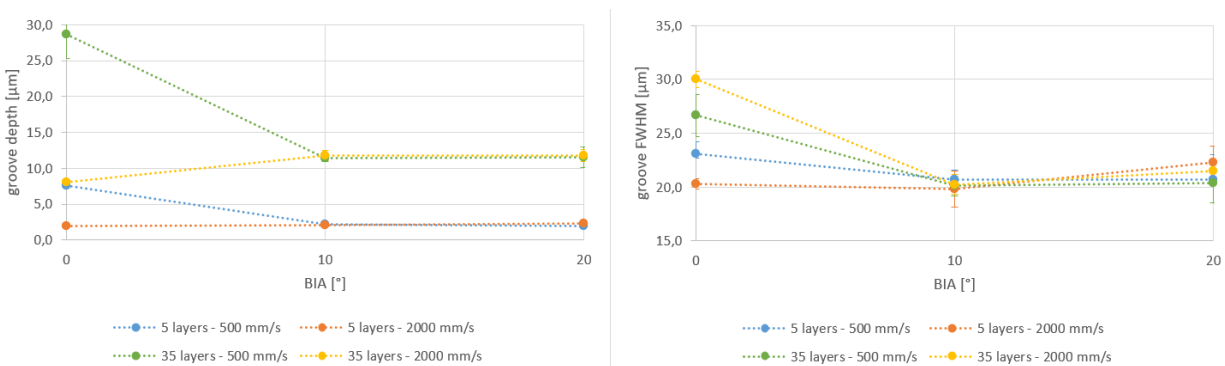 30,0
25,0
20,0
15,0
10,0
5,0
0,0
groove depth [µm]
0 10 20
BIA [°]
5 layers - 500 mm/s 5 layers - 2000 mm/s
35 layers - 500 mm/s 35 layers - 2000 mm/s
35,0
30,0
25,0
20,0
15,0
groove FWHM [µm]
0 10 20
BIA [°]
5 layers - 500 mm/s 5 layers - 2000 mm/s
35 layers - 500 mm/s 35 layers - 2000 mm/s